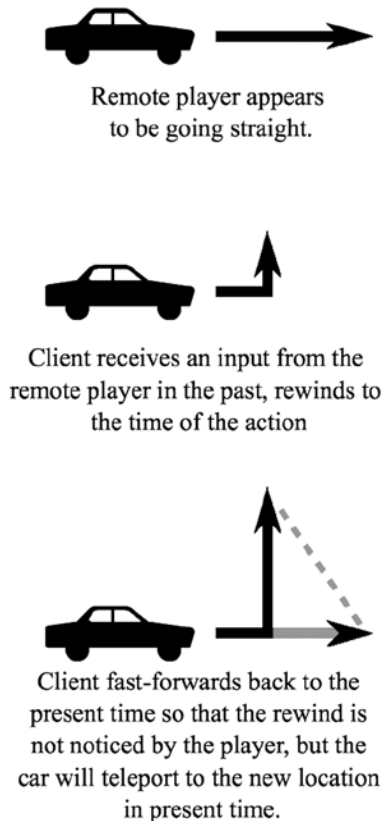 Remote player appears
to be going straight.
Client receives an input from the
remote player in the past, rewinds to
the time of the action
Client fast-forwards back to the
present time so that the rewind is
not noticed by the player, but the
car will teleport to the new location
in present time.